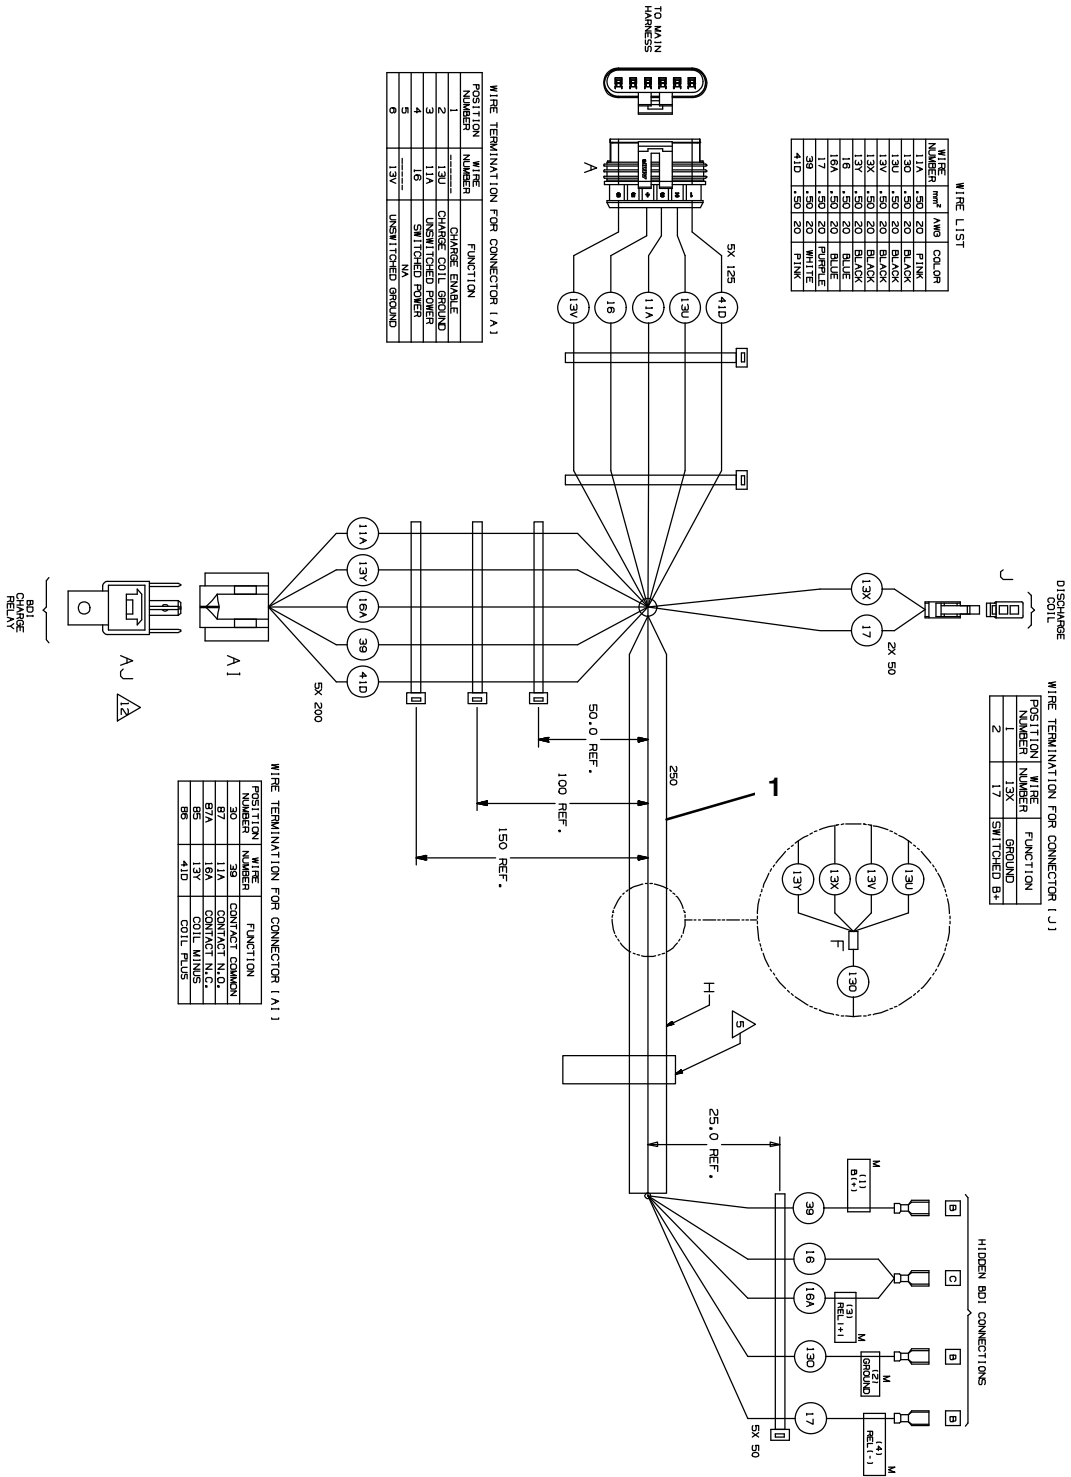 TO MAIN
HARNESS
A
WIRE LIST
WIRE NUMBER mm² AWG COLOR
11A .50 20 PINK
130 .50 20 BLACK
13U .50 20 BLACK
13V .50 20 BLACK
13X .50 20 BLACK
13Y .50 20 BLACK
16 .50 20 BLUE
16A .50 20 BLUE
17 .50 20 PURPLE
39 .50 20 WHITE
41D .50 20 PINK
WIRE TERMINATION FOR CONNECTOR [A]
POSITION NUMBER WIRE NUMBER FUNCTION
1 ------ CHARGE ENABLE
2 13U CHARGE COIL GROUND
3 11A UNSWITCHED POWER
4 16 SWITCHED POWER
5 ------ NA
6 13V UNSWITCHED GROUND
5X 125
41D
13U
11A
16
13V
DISCHARGE
COIL
J
13X
17
2X 50
WIRE TERMINATION FOR CONNECTOR [J]
POSITION NUMBER WIRE NUMBER FUNCTION
1 13X GROUND
2 17 SWITCHED B+
11A
13Y
16A
39
41D
5X 200
A1
AJ
12
BDI
CHARGE
RELAY
50.0 REF.
100 REF.
150 REF.
250
1
WIRE TERMINATION FOR CONNECTOR [A1]
POSITION NUMBER WIRE NUMBER FUNCTION
30 39 CONTACT COMMON
87 11A CONTACT N.O.
87A 16A CONTACT N.C.
85 13Y COIL MINUS
86 41D COIL PLUS
13U
13V
13X
13Y
F
130
H
5
25.0 REF.
HIDDEN BDI CONNECTIONS
B
C
B
B
M
(1)
B(+)
M
(3)
REL(+)
M
(2)
GROUND
M
(4)
REL(-)
39
16
16A
130
17
5X 50